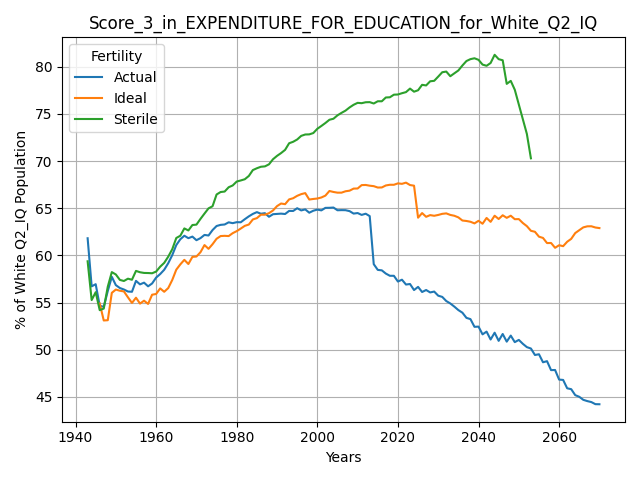 Score_3_in_EXPENDITURE_FOR_EDUCATION_for_White_Q2_IQ
% of White Q2_IQ Population
80
75
70
65
60
55
50
45
Fertility
Actual
Ideal
Sterile
1940 1960 1980 2000 2020 2040 2060
Years